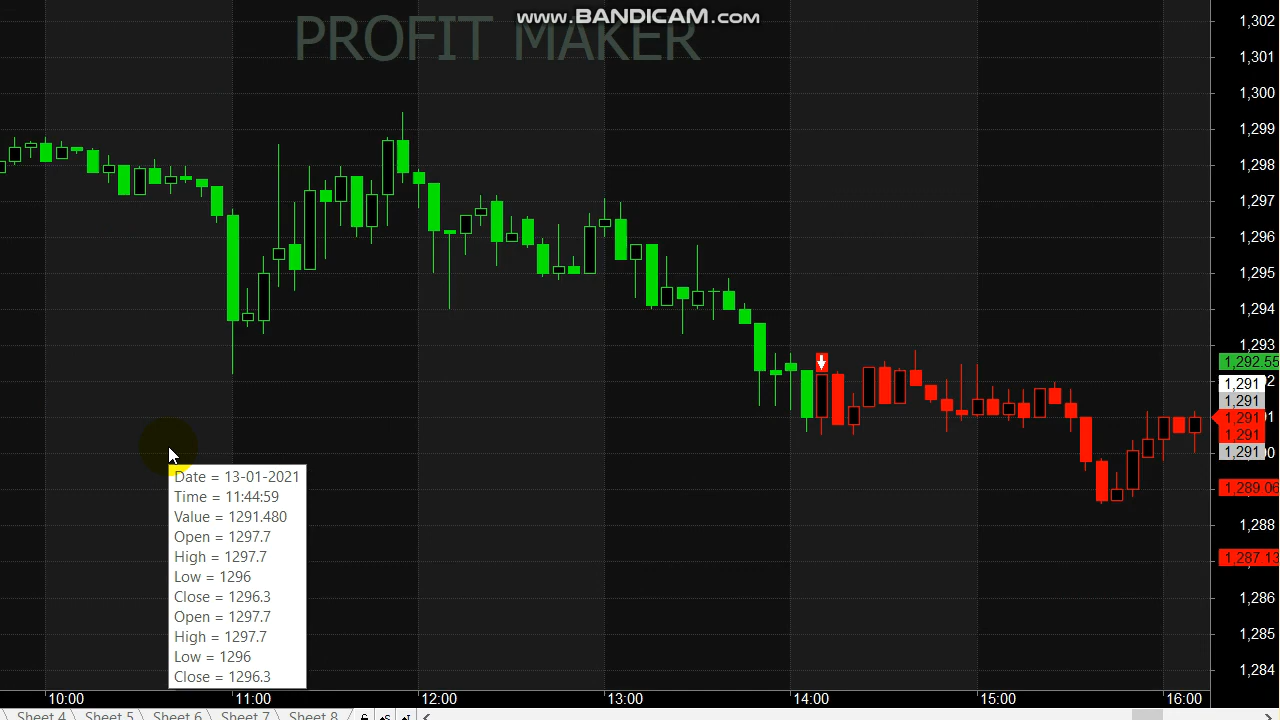 www.BANDICAM.com
PROFIT MAKER
1,302
1,301
1,300
1,299
1,298
1,297
1,296
1,295
1,294
1,293
1,292.55
1,291
1,291
1,291
1,291
1,291
1,289.06
1,288
1,287.13
1,286
1,285
1,284
Date = 13-01-2021
Time = 11:44:59
Value = 1291.480
Open = 1297.7
High = 1297.7
Low = 1296
Close = 1296.3
Open = 1297.7
High = 1297.7
Low = 1296
Close = 1296.3
10:00 11:00 12:00 13:00 14:00 15:00 16:00
Sheet 4 Sheet 5 Sheet 6 Sheet 7 Sheet 8